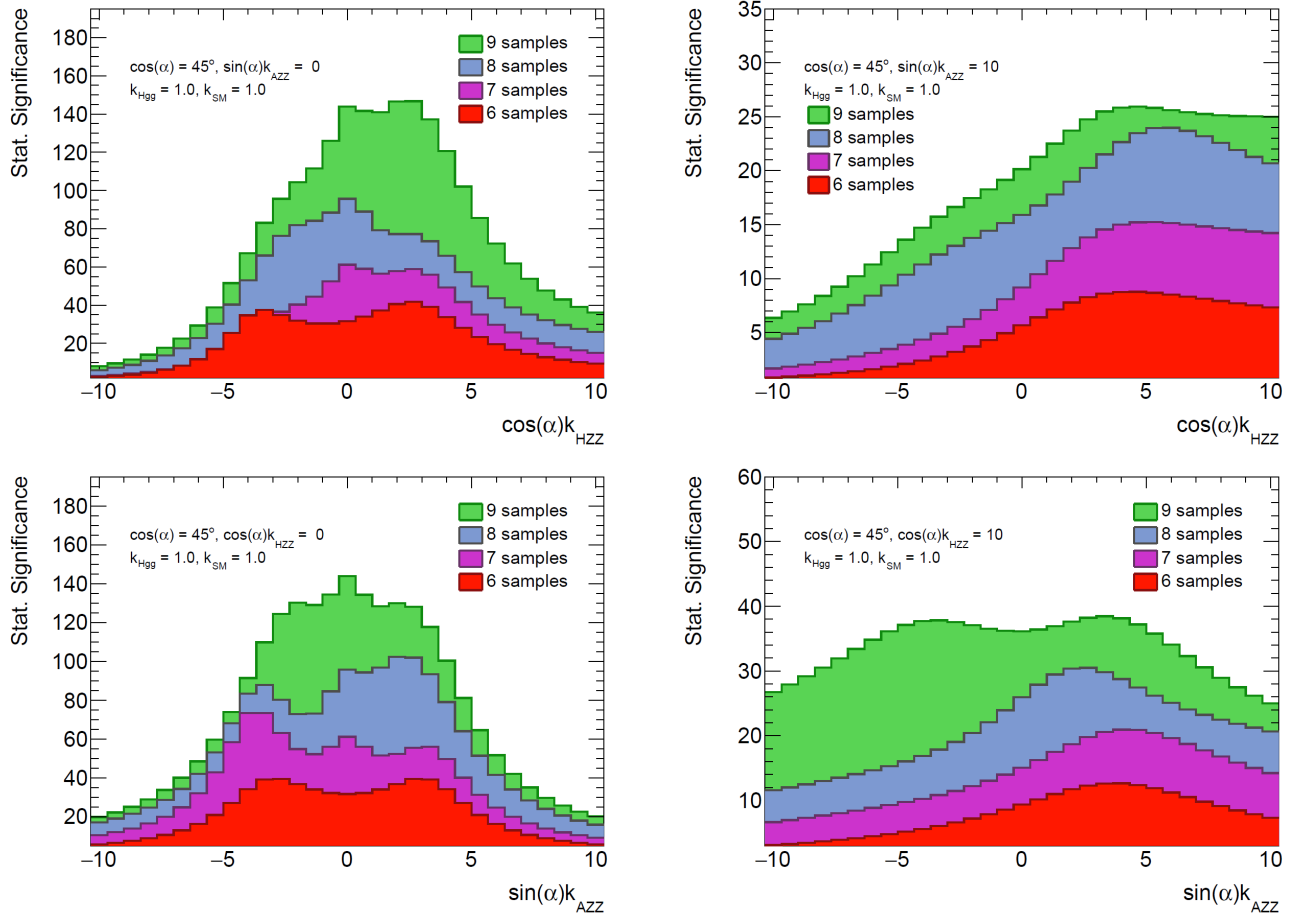 Stat. Significance
180
160
140
120
100
80
60
40
20
cos(α) = 45°, sin(α)k_AZZ = 0
k_Hgg = 1.0, k_SM = 1.0
9 samples
8 samples
7 samples
6 samples
−10 −5 0 5 10
cos(α)k_HZZ
Stat. Significance
35
30
25
20
15
10
5
cos(α) = 45°, sin(α)k_AZZ = 10
k_Hgg = 1.0, k_SM = 1.0
9 samples
8 samples
7 samples
6 samples
−10 −5 0 5 10
cos(α)k_HZZ
Stat. Significance
180
160
140
120
100
80
60
40
20
cos(α) = 45°, cos(α)k_HZZ = 0
k_Hgg = 1.0, k_SM = 1.0
9 samples
8 samples
7 samples
6 samples
−10 −5 0 5 10
sin(α)k_AZZ
Stat. Significance
60
50
40
30
20
10
cos(α) = 45°, cos(α)k_HZZ = 10
k_Hgg = 1.0, k_SM = 1.0
9 samples
8 samples
7 samples
6 samples
−10 −5 0 5 10
sin(α)k_AZZ